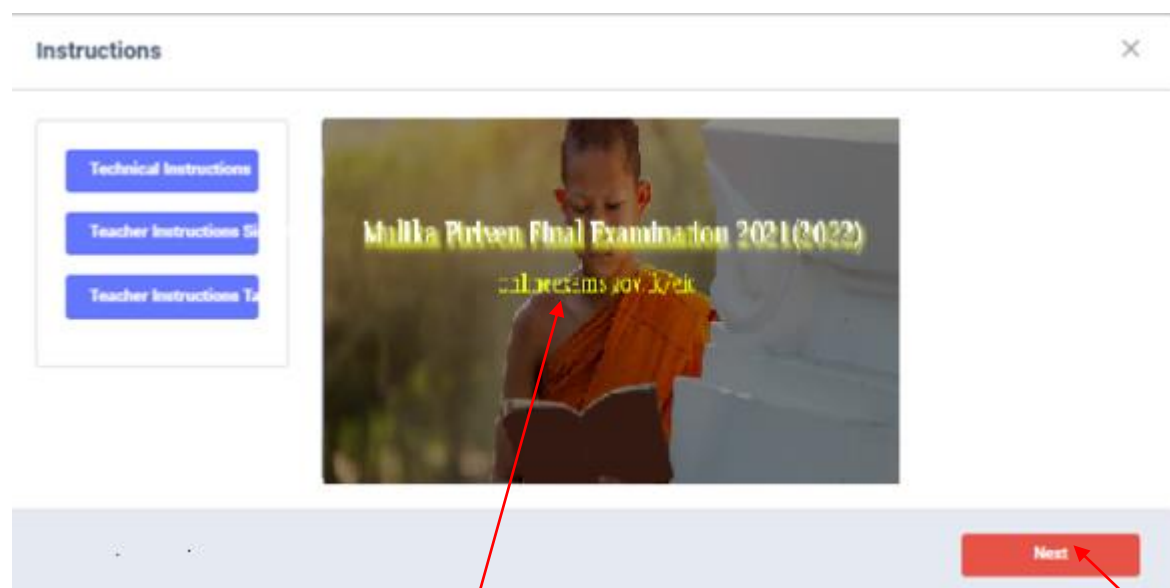 Instructions
Technical Instructions
Teacher Instructions
Teacher Instructions
Mulika Piriven Final Examination 2021(2022)
Next